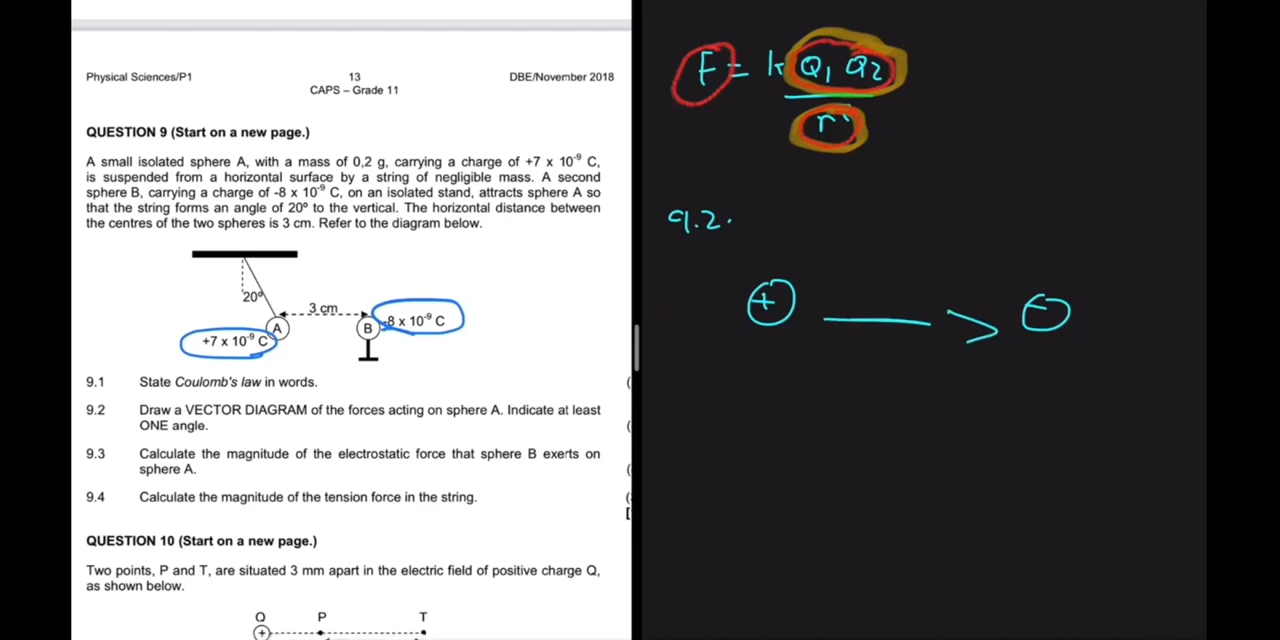 Physical Sciences/P1 13 DBE/November 2018
CAPS – Grade 11
QUESTION 9 (Start on a new page.)
A small isolated sphere A, with a mass of 0,2 g, carrying a charge of +7 x 10⁻⁹ C,
is suspended from a horizontal surface by a string of negligible mass. A second
sphere B, carrying a charge of -8 x 10⁻⁹ C, on an isolated stand, attracts sphere A so
that the string forms an angle of 20º to the vertical. The horizontal distance between
the centres of the two spheres is 3 cm. Refer to the diagram below.
20º
3 cm
A
B
-8 x 10⁻⁹ C
+7 x 10⁻⁹ C
9.1 State Coulomb's law in words. (
9.2 Draw a VECTOR DIAGRAM of the forces acting on sphere A. Indicate at least
ONE angle. (
9.3 Calculate the magnitude of the electrostatic force that sphere B exerts on
sphere A. (
9.4 Calculate the magnitude of the tension force in the string. (
[
QUESTION 10 (Start on a new page.)
Two points, P and T, are situated 3 mm apart in the electric field of positive charge Q,
as shown below.
Q P T
+
F = k Q₁ Q₂
r
9.2.
+ −